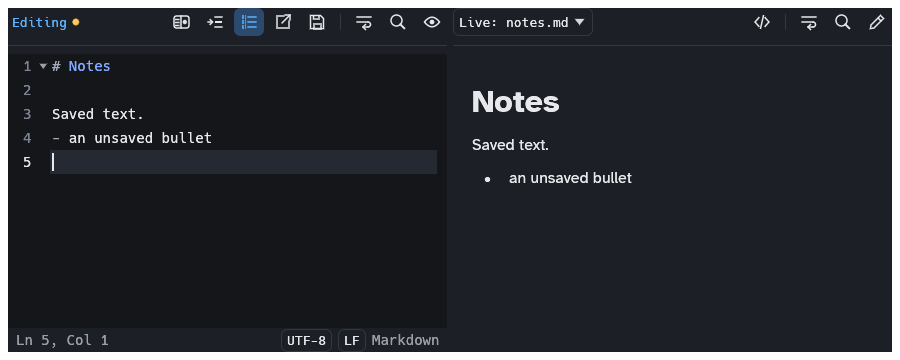 Editing
Live: notes.md
1 # Notes
2
3 Saved text.
4 - an unsaved bullet
5
Ln 5, Col 1 UTF-8 LF Markdown
Notes
Saved text.
• an unsaved bullet